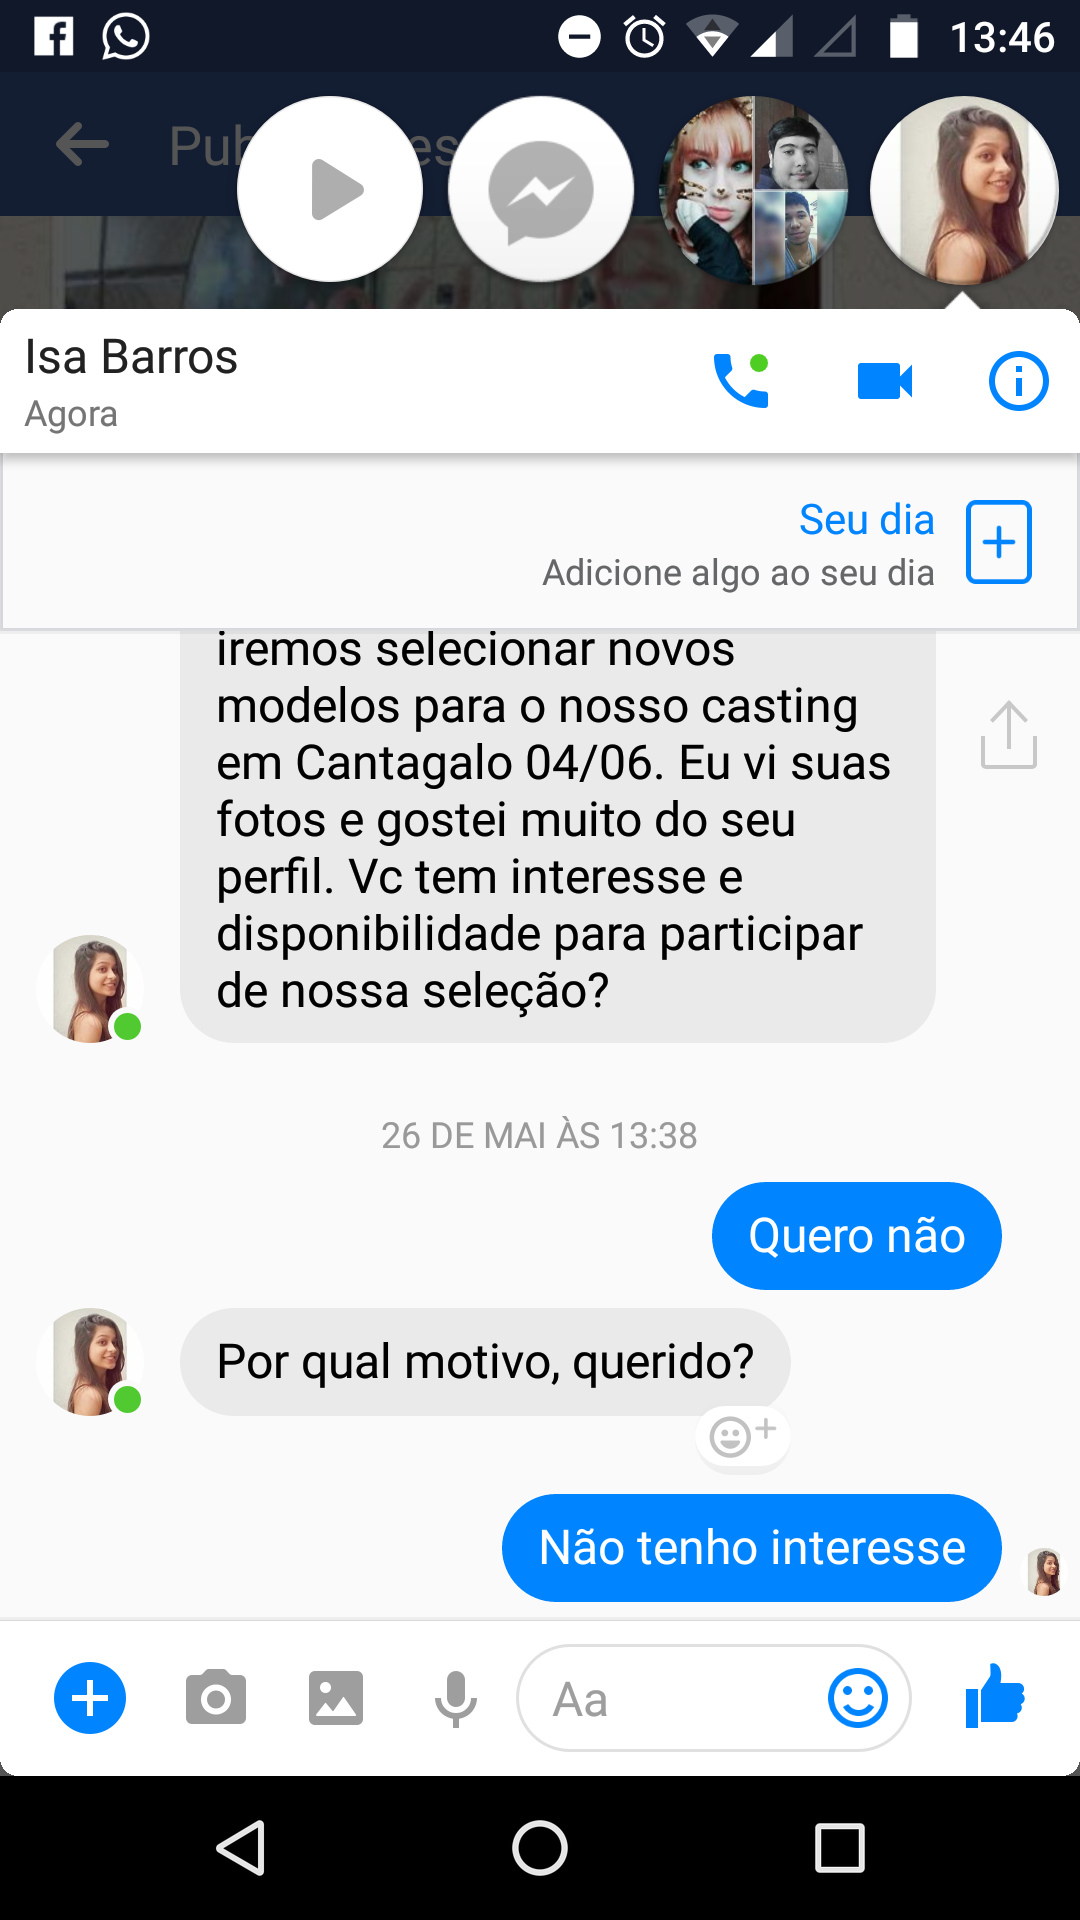 13:46
Isa Barros
Agora
Seu dia
Adicione algo ao seu dia
iremos selecionar novos
modelos para o nosso casting
em Cantagalo 04/06. Eu vi suas
fotos e gostei muito do seu
perfil. Vc tem interesse e
disponibilidade para participar
de nossa seleção?
26 DE MAI ÀS 13:38
Quero não
Por qual motivo, querido?
Não tenho interesse
Aa